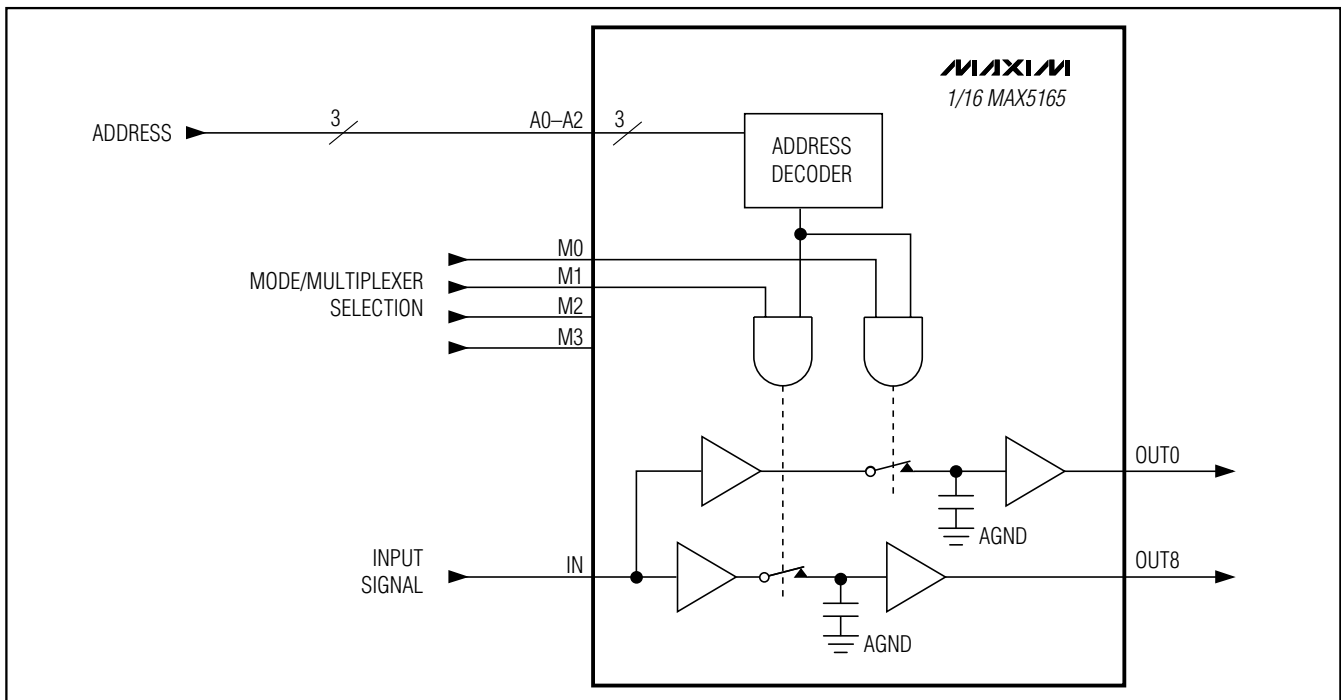 MAXIM
1/16 MAX5165
ADDRESS
3
A0–A2
3
ADDRESS
DECODER
MODE/MULTIPLEXER
SELECTION
M0
M1
M2
M3
OUT0
AGND
INPUT
SIGNAL
IN
OUT8
AGND